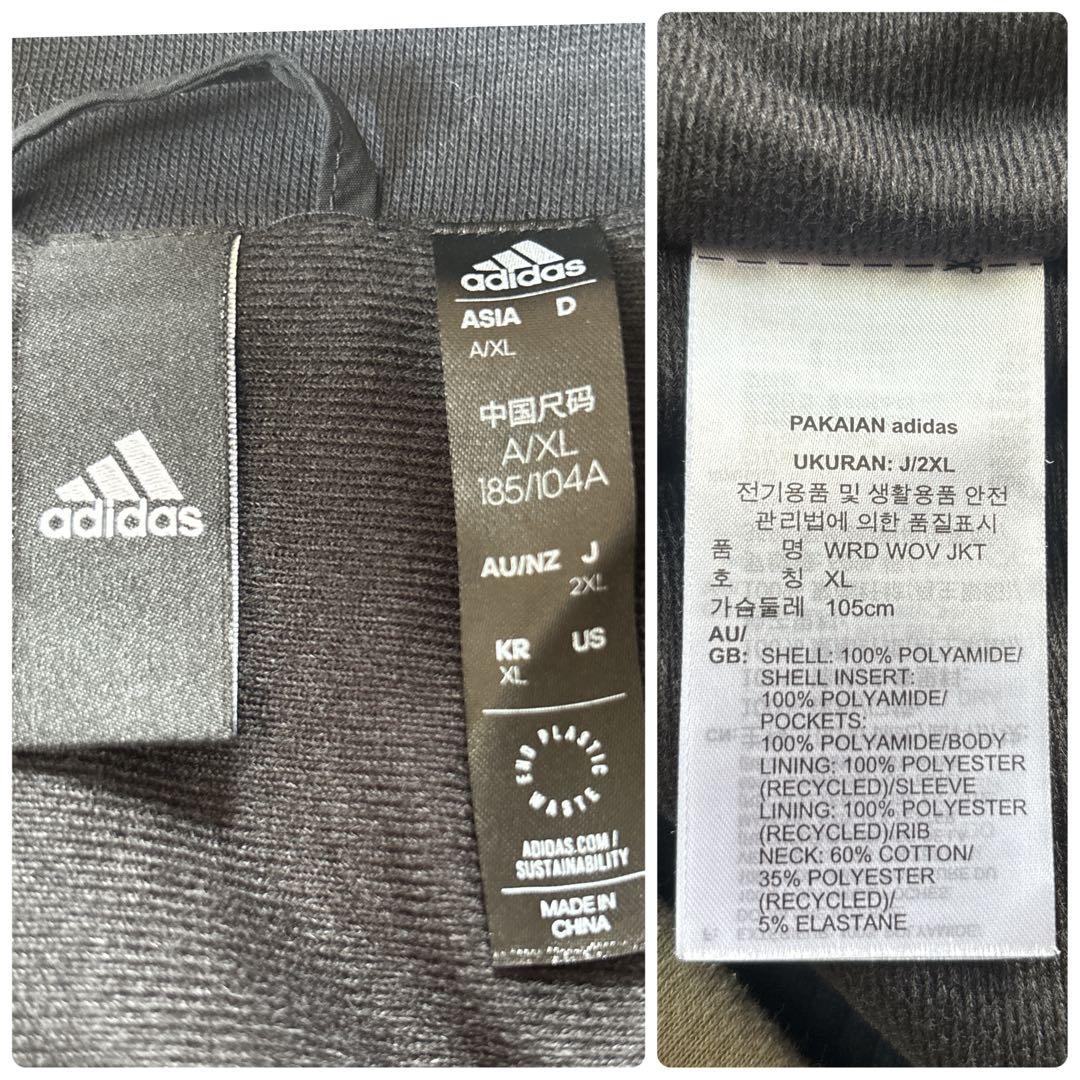 adidas
adidas
ASIA D
A/XL
中国尺码
A/XL
185/104A
AU/NZ J
2XL
KR US
XL
END PLASTIC WASTE
ADIDAS.COM/
SUSTAINABILITY
MADE IN
CHINA
PAKAIAN adidas
UKURAN: J/2XL
전기용품 및 생활용품 안전
관리법에 의한 품질표시
품 명 WRD WOV JKT
호 칭 XL
가슴둘레 105cm
AU/
GB: SHELL: 100% POLYAMIDE/
SHELL INSERT:
100% POLYAMIDE/
POCKETS:
100% POLYAMIDE/BODY
LINING: 100% POLYESTER
(RECYCLED)/SLEEVE
LINING: 100% POLYESTER
(RECYCLED)/RIB
NECK: 60% COTTON/
35% POLYESTER
(RECYCLED)/
5% ELASTANE